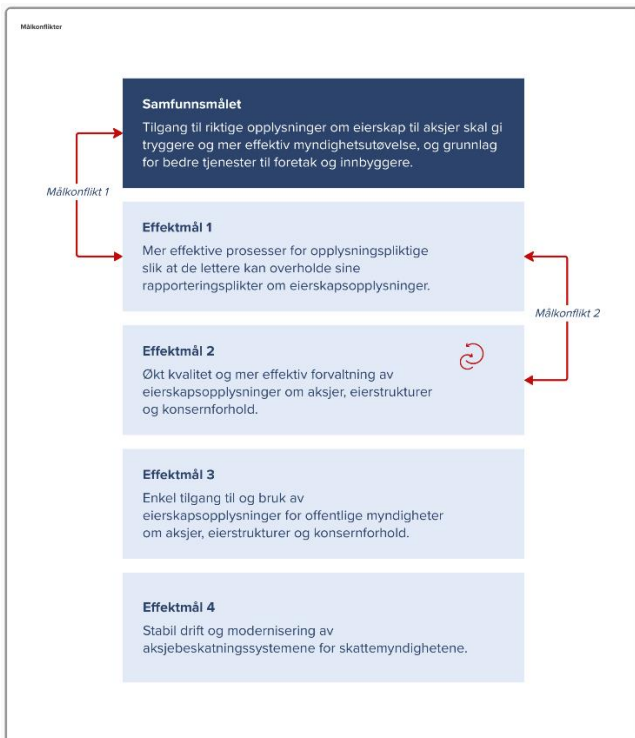 Målkonflikter
Samfunnsmålet
Tilgang til riktige opplysninger om eierskap til aksjer skal gi
tryggere og mer effektiv myndighetsutøvelse, og grunnlag
for bedre tjenester til foretak og innbyggere.
Målkonflikt 1
Effektmål 1
Mer effektive prosesser for opplysningspliktige
slik at de lettere kan overholde sine
rapporteringsplikter om eierskapsopplysninger.
Målkonflikt 2
Effektmål 2
Økt kvalitet og mer effektiv forvaltning av
eierskapsopplysninger om aksjer, eierstrukturer
og konsernforhold.
Effektmål 3
Enkel tilgang til og bruk av
eierskapsopplysninger for offentlige myndigheter
om aksjer, eierstrukturer og konsernforhold.
Effektmål 4
Stabil drift og modernisering av
aksjebeskatningssystemene for skattemyndighetene.